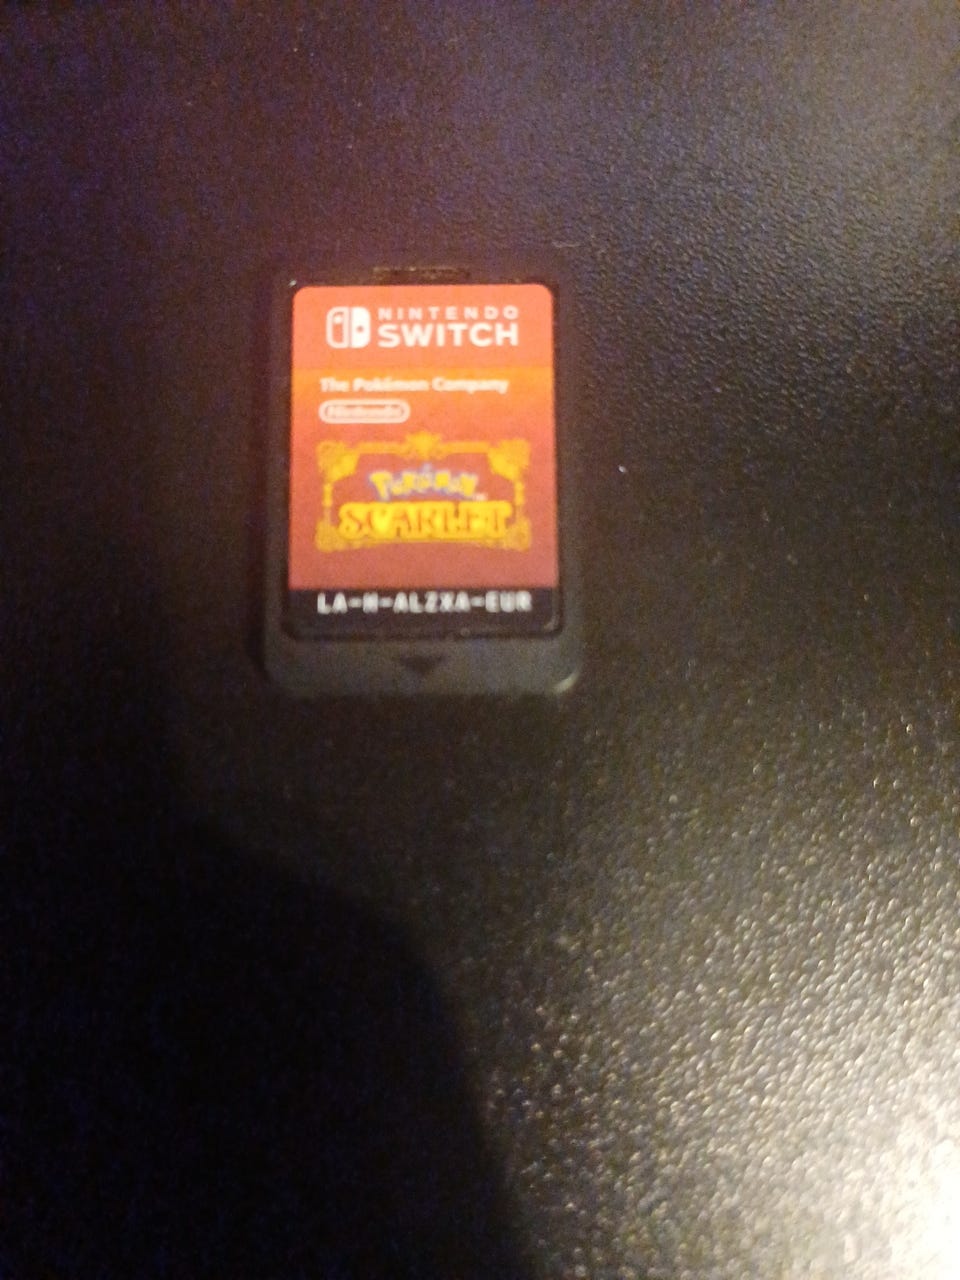 NINTENDO
SWITCH
The Pokémon Company
Nintendo
POKÉMON
SCARLET
LA-H-ALZXA-EUR